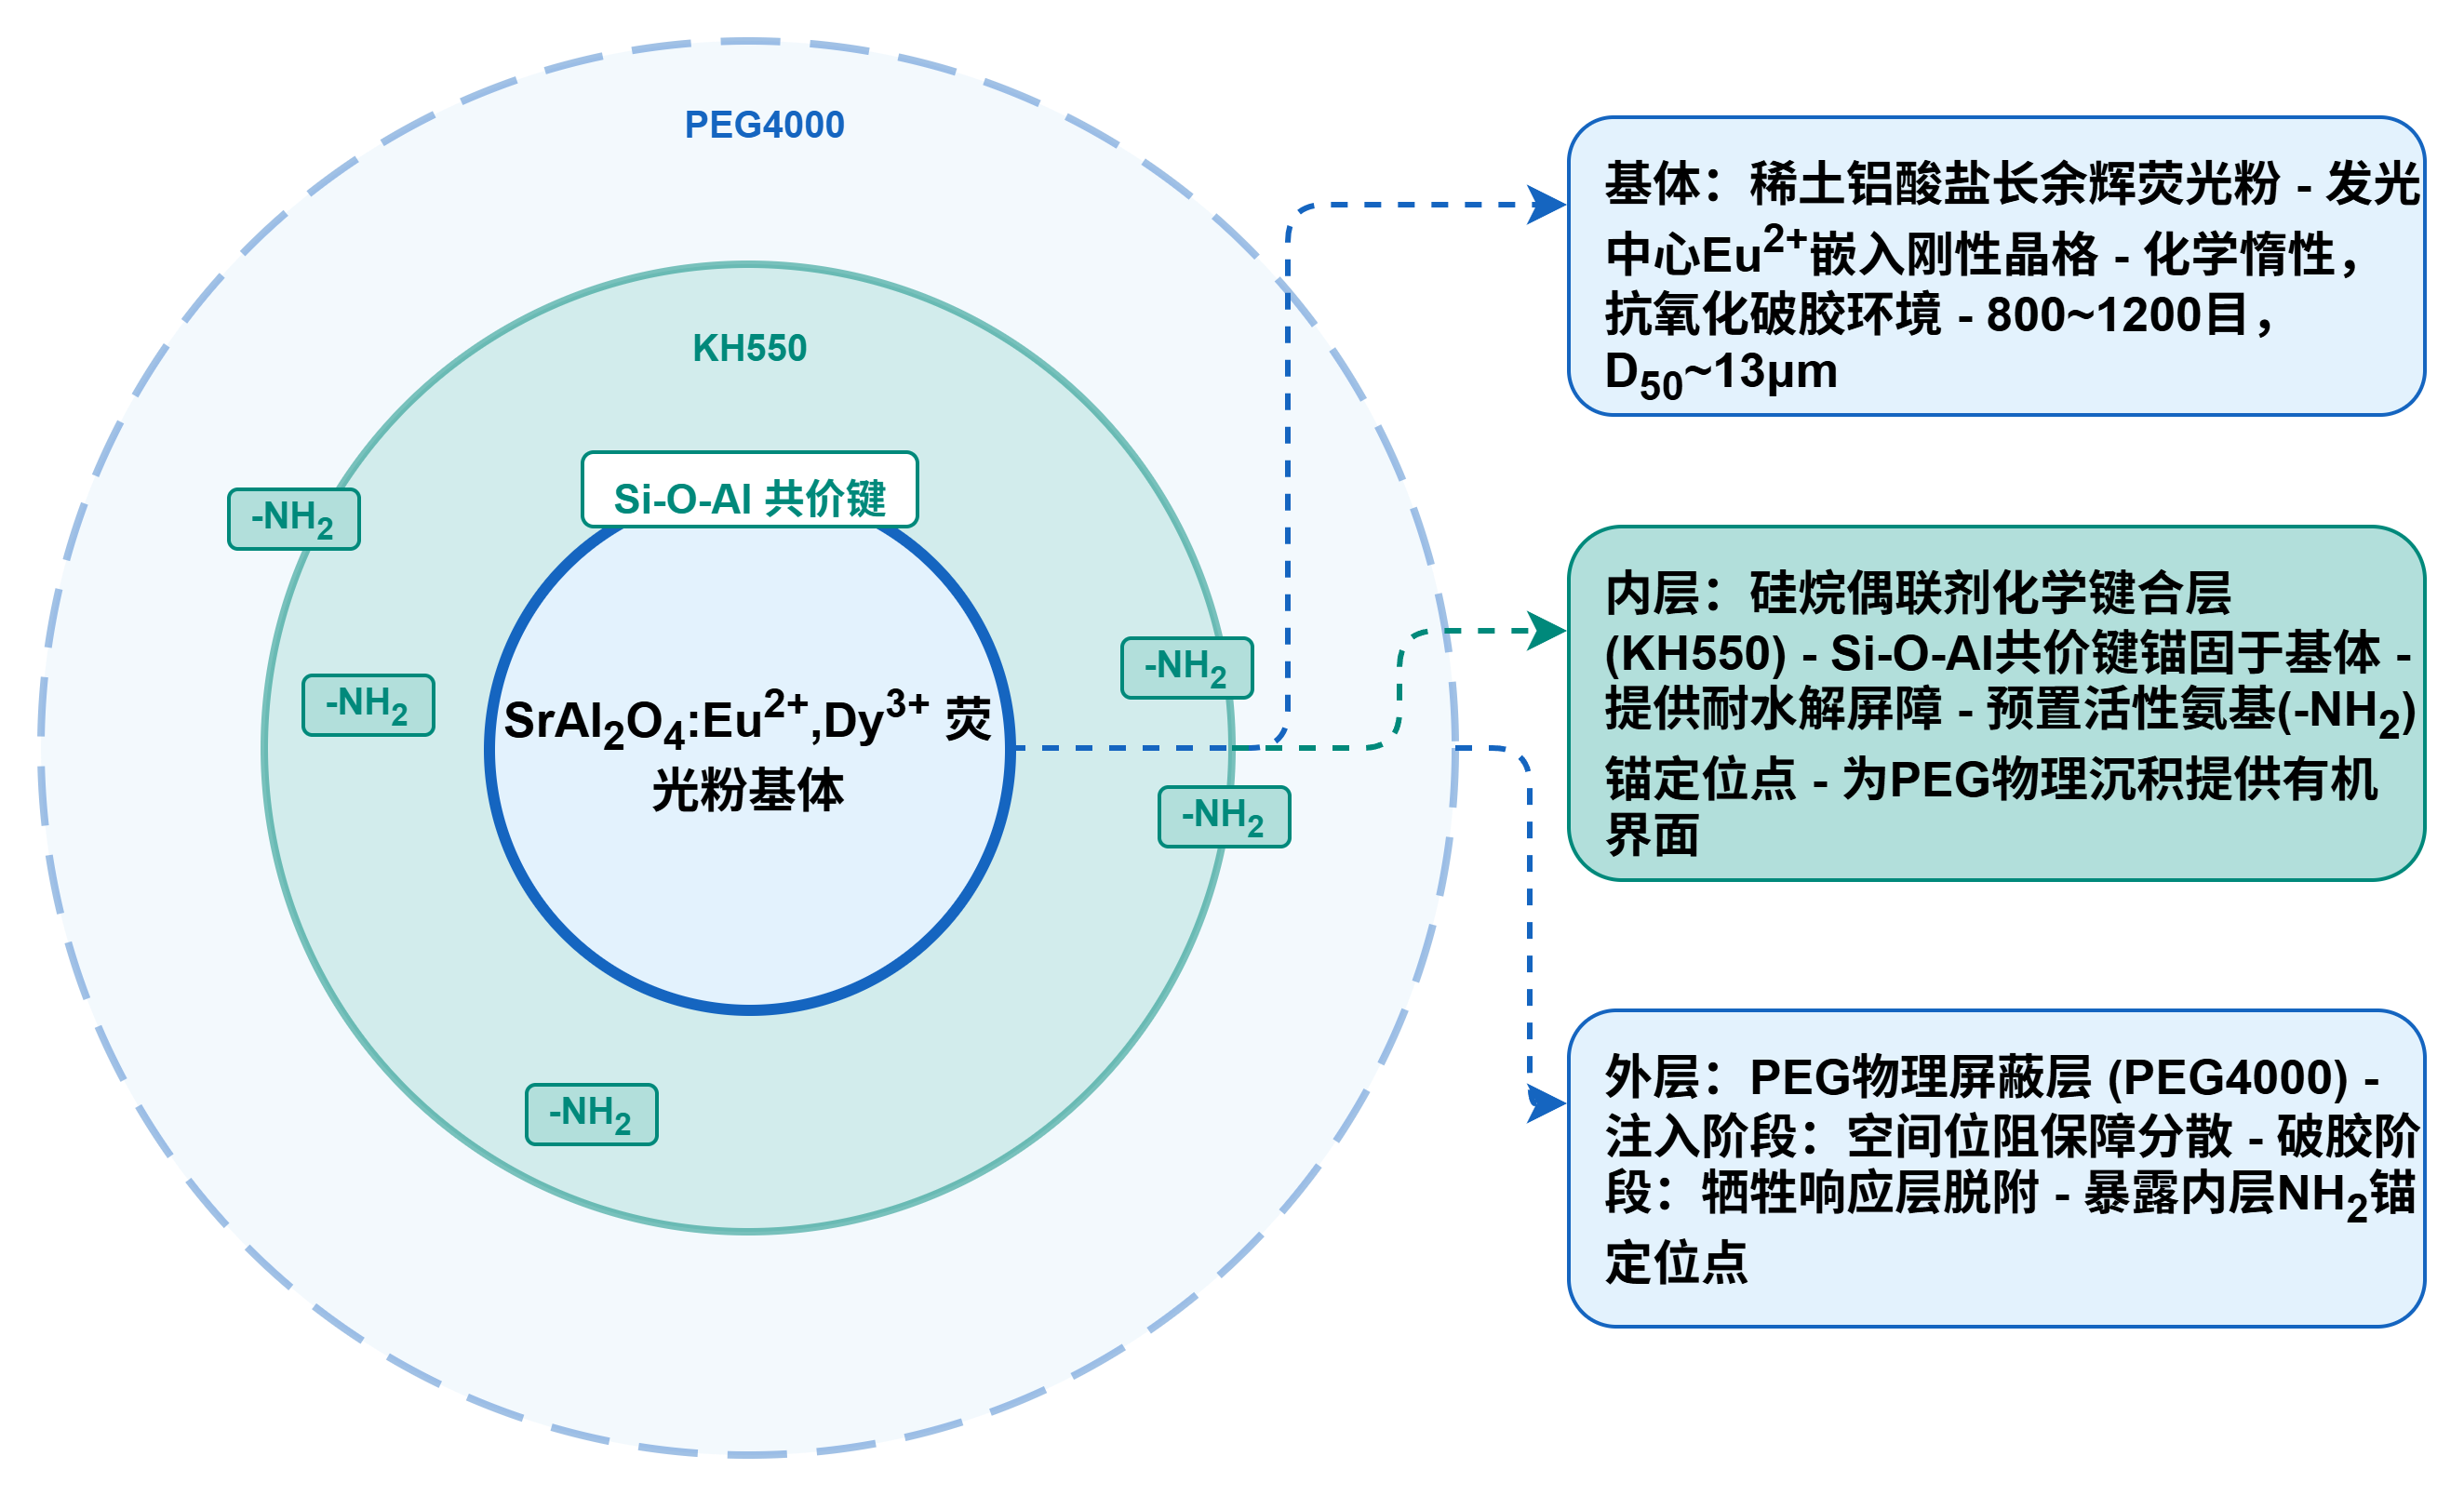 PEG4000
KH550
Si-O-Al 共价键
-NH₂
-NH₂
-NH₂
-NH₂
-NH₂
SrAl₂O₄:Eu²⁺,Dy³⁺ 荧
光粉基体
基体：稀土铝酸盐长余辉荧光粉 - 发光
中心Eu²⁺嵌入刚性晶格 - 化学惰性，
抗氧化破胶环境 - 800~1200目，
D₅₀~13μm
内层：硅烷偶联剂化学键合层
(KH550) - Si-O-Al共价键锚固于基体 -
提供耐水解屏障 - 预置活性氨基(-NH₂)
锚定位点 - 为PEG物理沉积提供有机
界面
外层：PEG物理屏蔽层 (PEG4000) -
注入阶段：空间位阻保障分散 - 破胶阶
段：牺牲响应层脱附 - 暴露内层NH₂锚
定位点